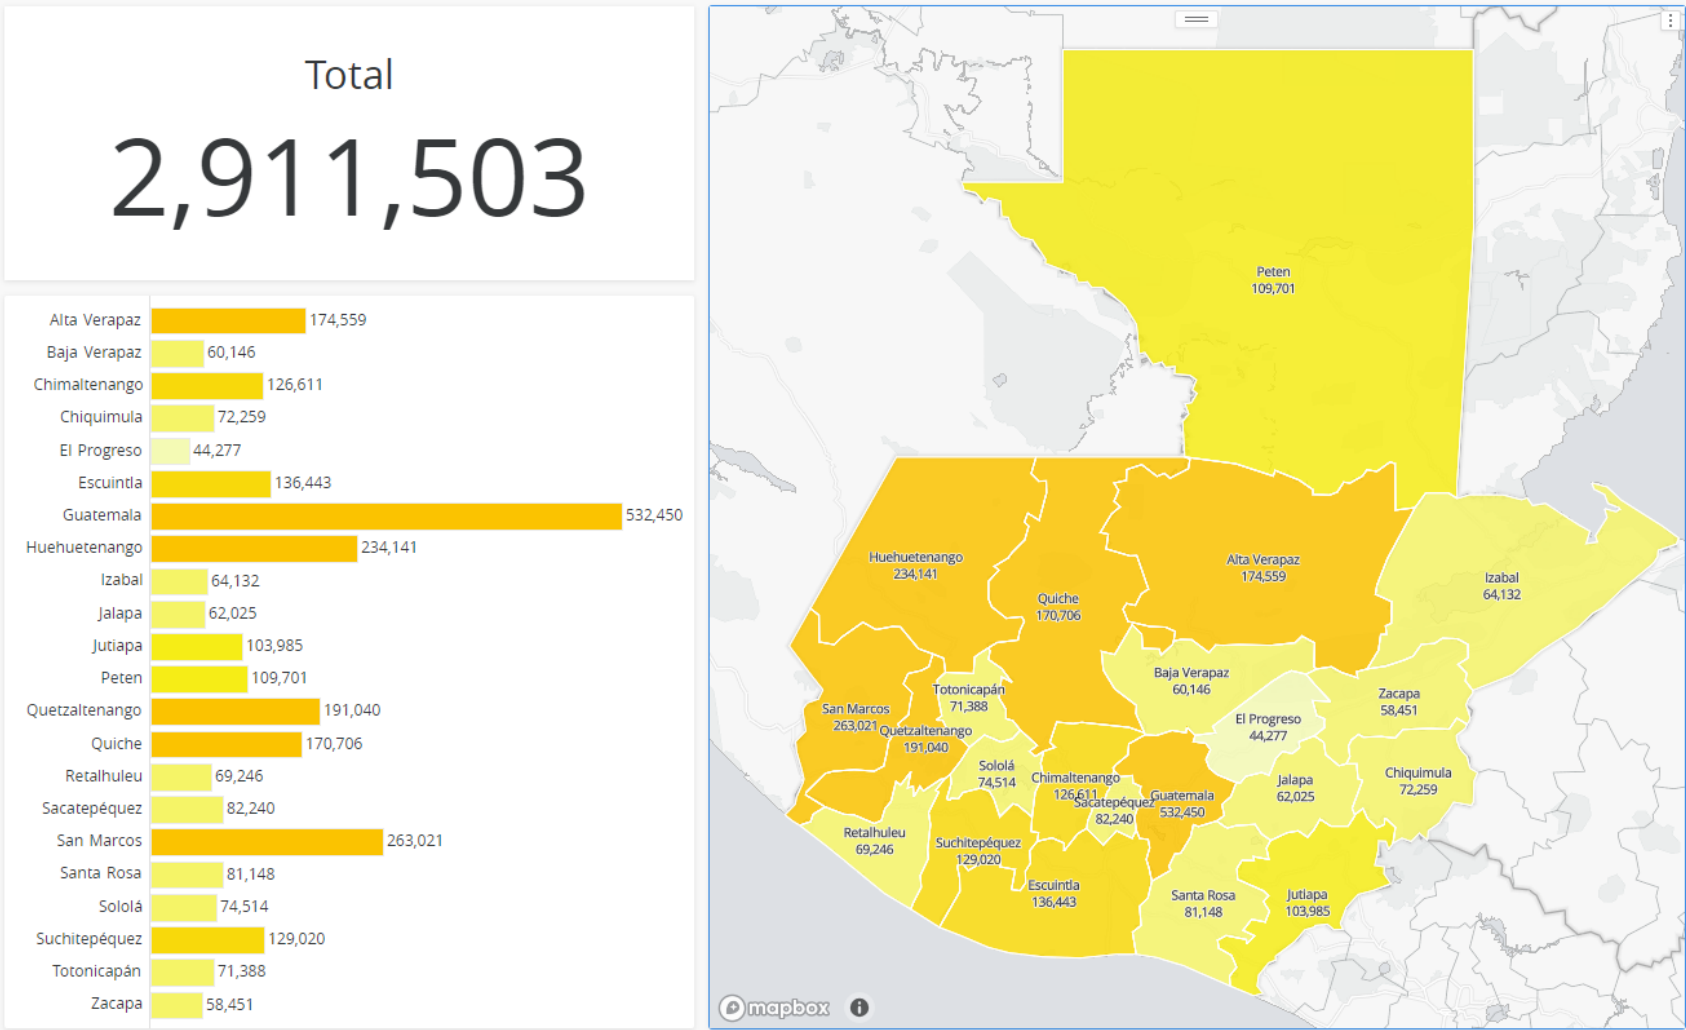 Total
2,911,503
Alta Verapaz 174,559
Baja Verapaz 60,146
Chimaltenango 126,611
Chiquimula 72,259
El Progreso 44,277
Escuintla 136,443
Guatemala 532,450
Huehuetenango 234,141
Izabal 64,132
Jalapa 62,025
Jutiapa 103,985
Peten 109,701
Quetzaltenango 191,040
Quiche 170,706
Retalhuleu 69,246
Sacatepéquez 82,240
San Marcos 263,021
Santa Rosa 81,148
Sololá 74,514
Suchitepéquez 129,020
Totonicapán 71,388
Zacapa 58,451
Peten
109,701
Huehuetenango
234,141
Quiche
170,706
Alta Verapaz
174,559
Izabal
64,132
Baja Verapaz
60,146
Totonicapán
71,388
Zacapa
58,451
San Marcos
263,021
Quetzaltenango
191,040
El Progreso
44,277
Sololá
74,514
Chimaltenango
126,611
Sacatepéquez
82,240
Guatemala
532,450
Jalapa
62,025
Chiquimula
72,259
Retalhuleu
69,246
Suchitepéquez
129,020
Escuintla
136,443
Santa Rosa
81,148
Jutiapa
103,985
mapbox